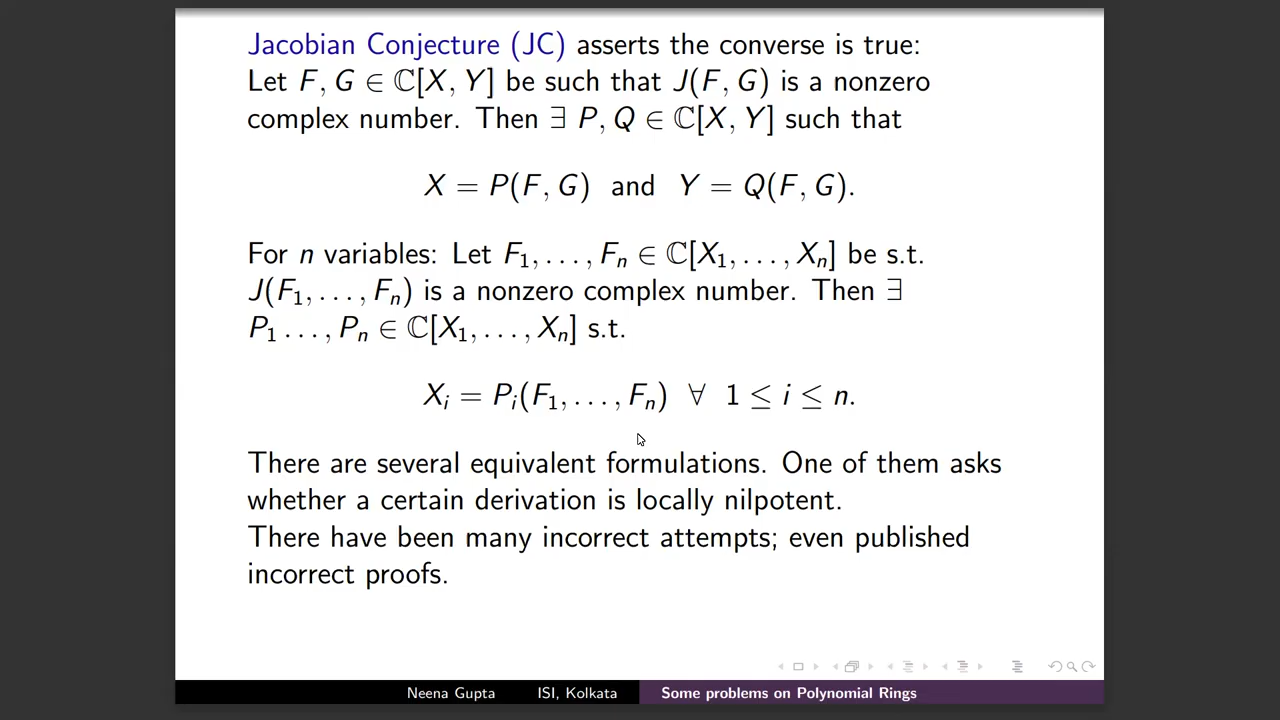 Jacobian Conjecture (JC) asserts the converse is true:
Let F, G ∈ ℂ[X, Y] be such that J(F, G) is a nonzero
complex number. Then ∃ P, Q ∈ ℂ[X, Y] such that
X = P(F, G) and Y = Q(F, G).
For n variables: Let F₁, . . . , Fₙ ∈ ℂ[X₁, . . . , Xₙ] be s.t.
J(F₁, . . . , Fₙ) is a nonzero complex number. Then ∃
P₁ . . . , Pₙ ∈ ℂ[X₁, . . . , Xₙ] s.t.
Xᵢ = Pᵢ(F₁, . . . , Fₙ) ∀ 1 ≤ i ≤ n.
There are several equivalent formulations. One of them asks
whether a certain derivation is locally nilpotent.
There have been many incorrect attempts; even published
incorrect proofs.
Neena Gupta ISI, Kolkata Some problems on Polynomial Rings